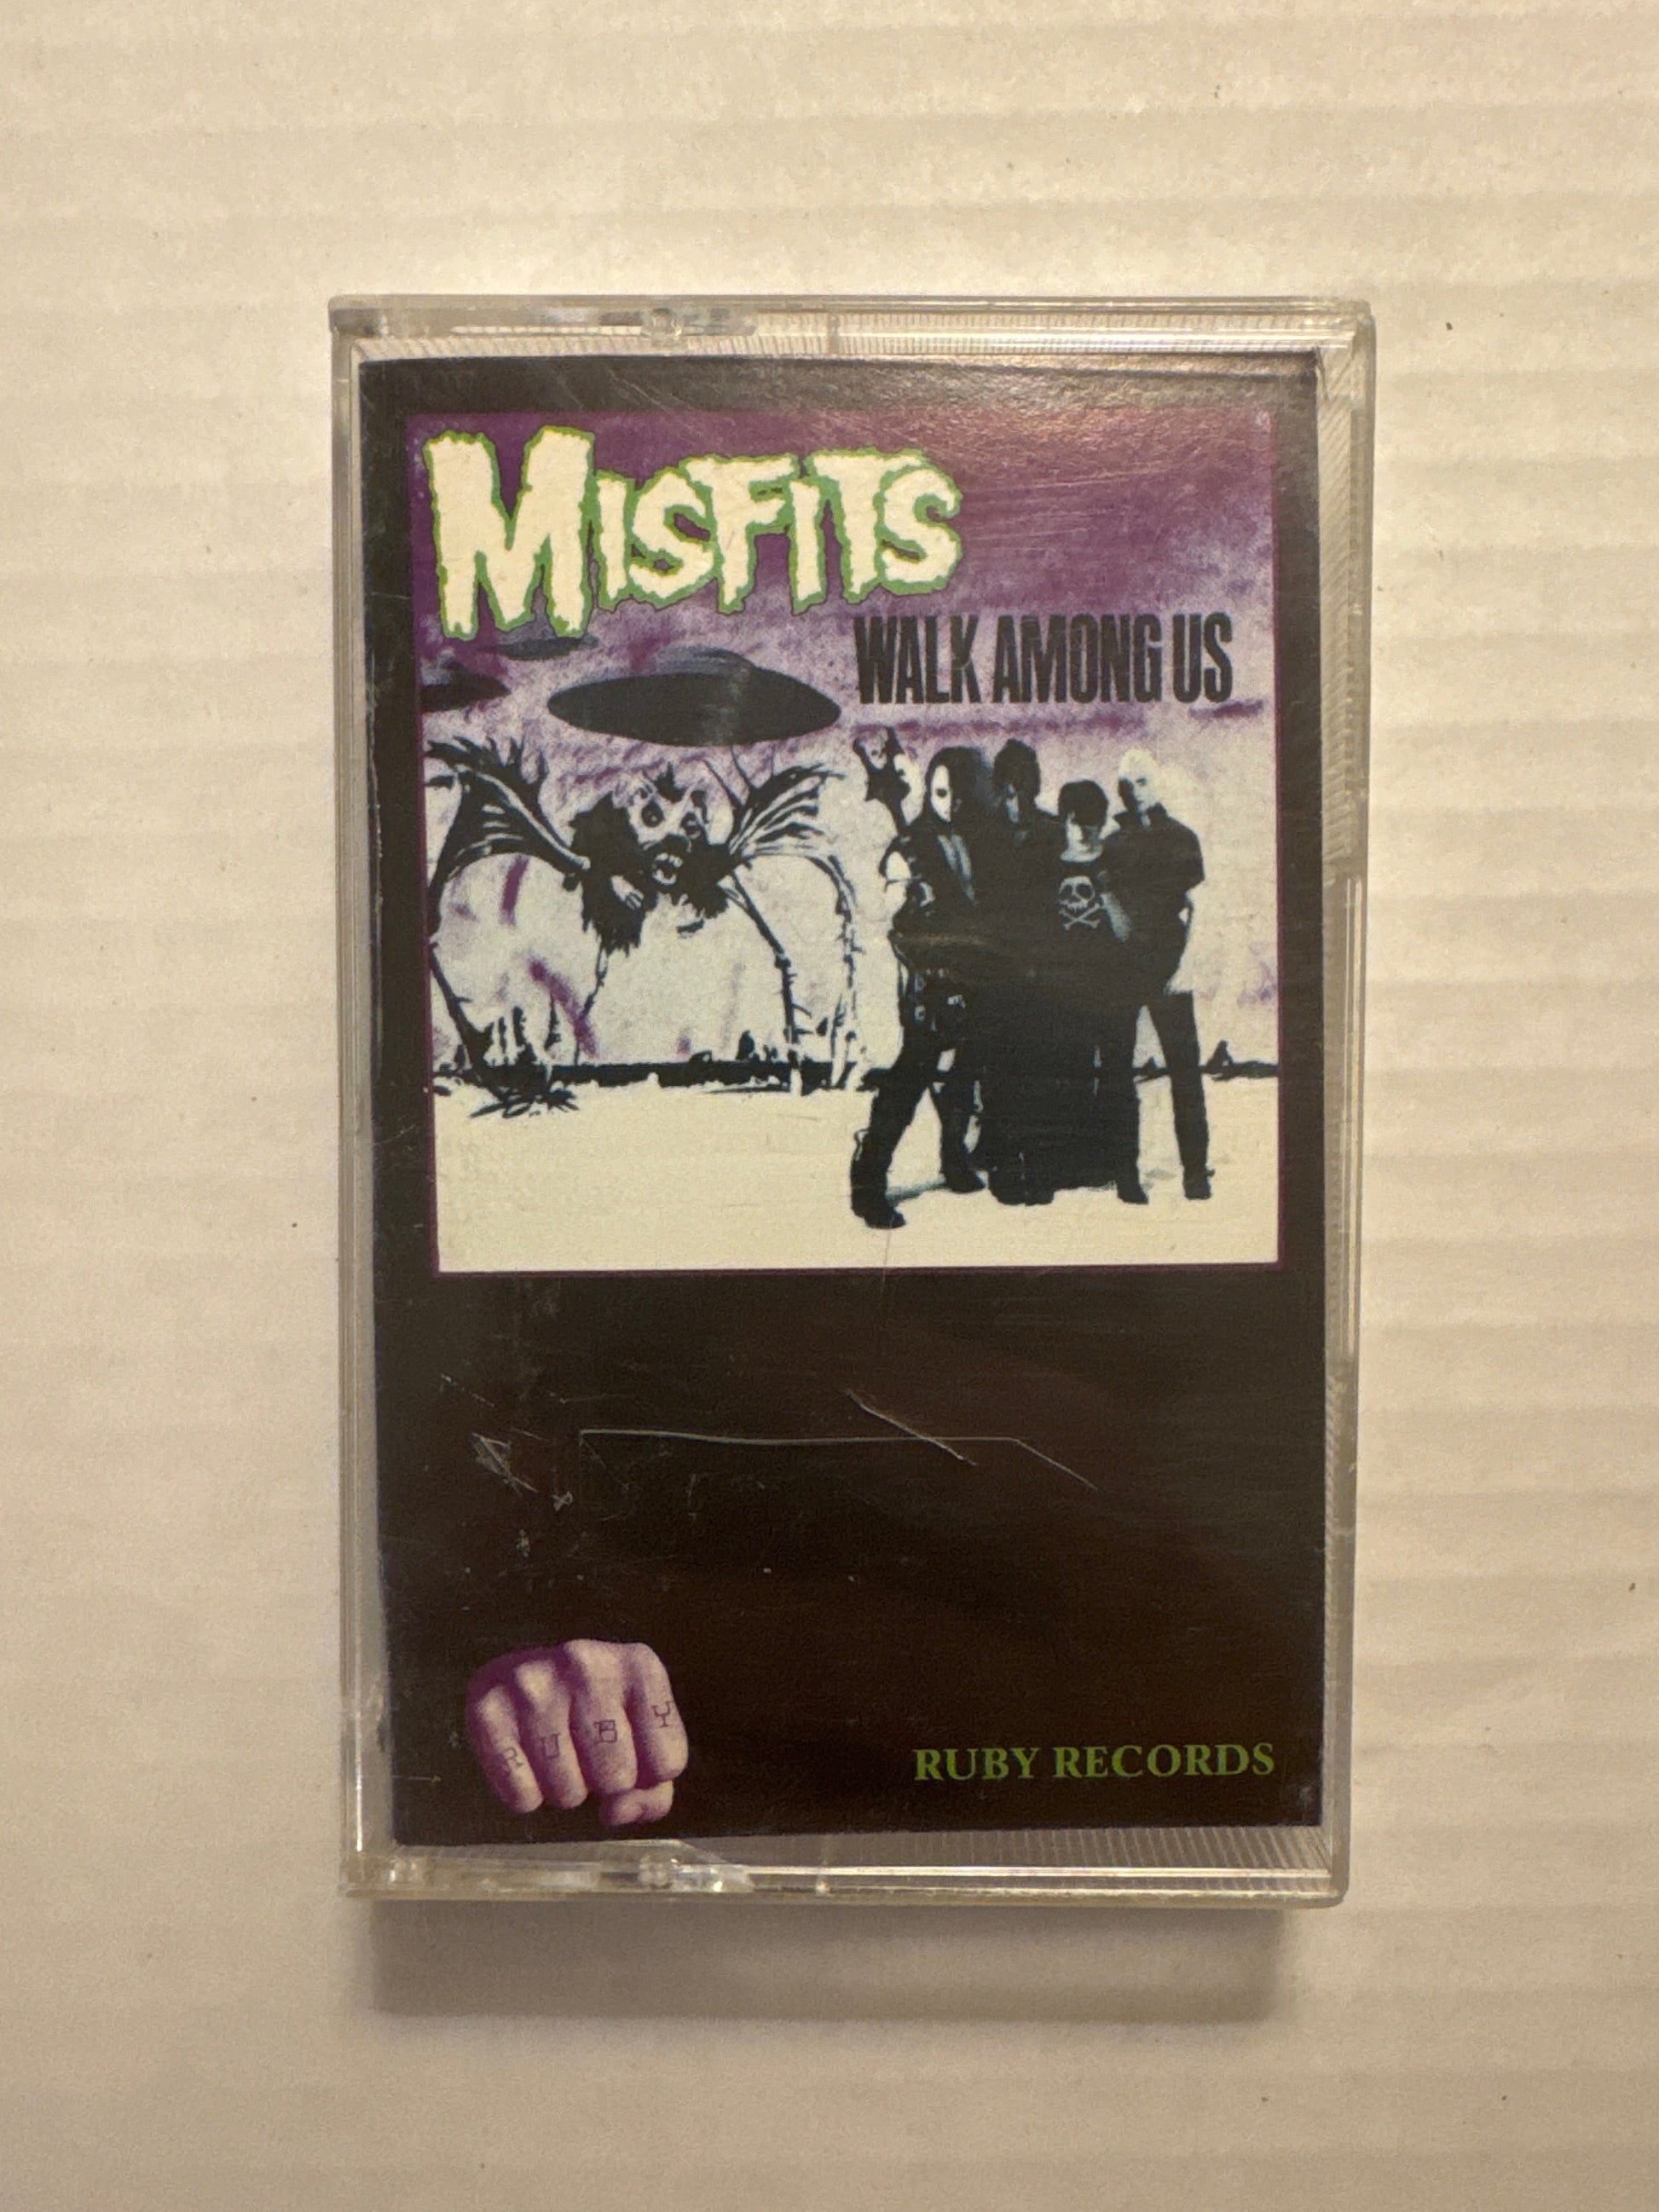 MISFITS
WALK AMONG US
RUBY
RUBY RECORDS